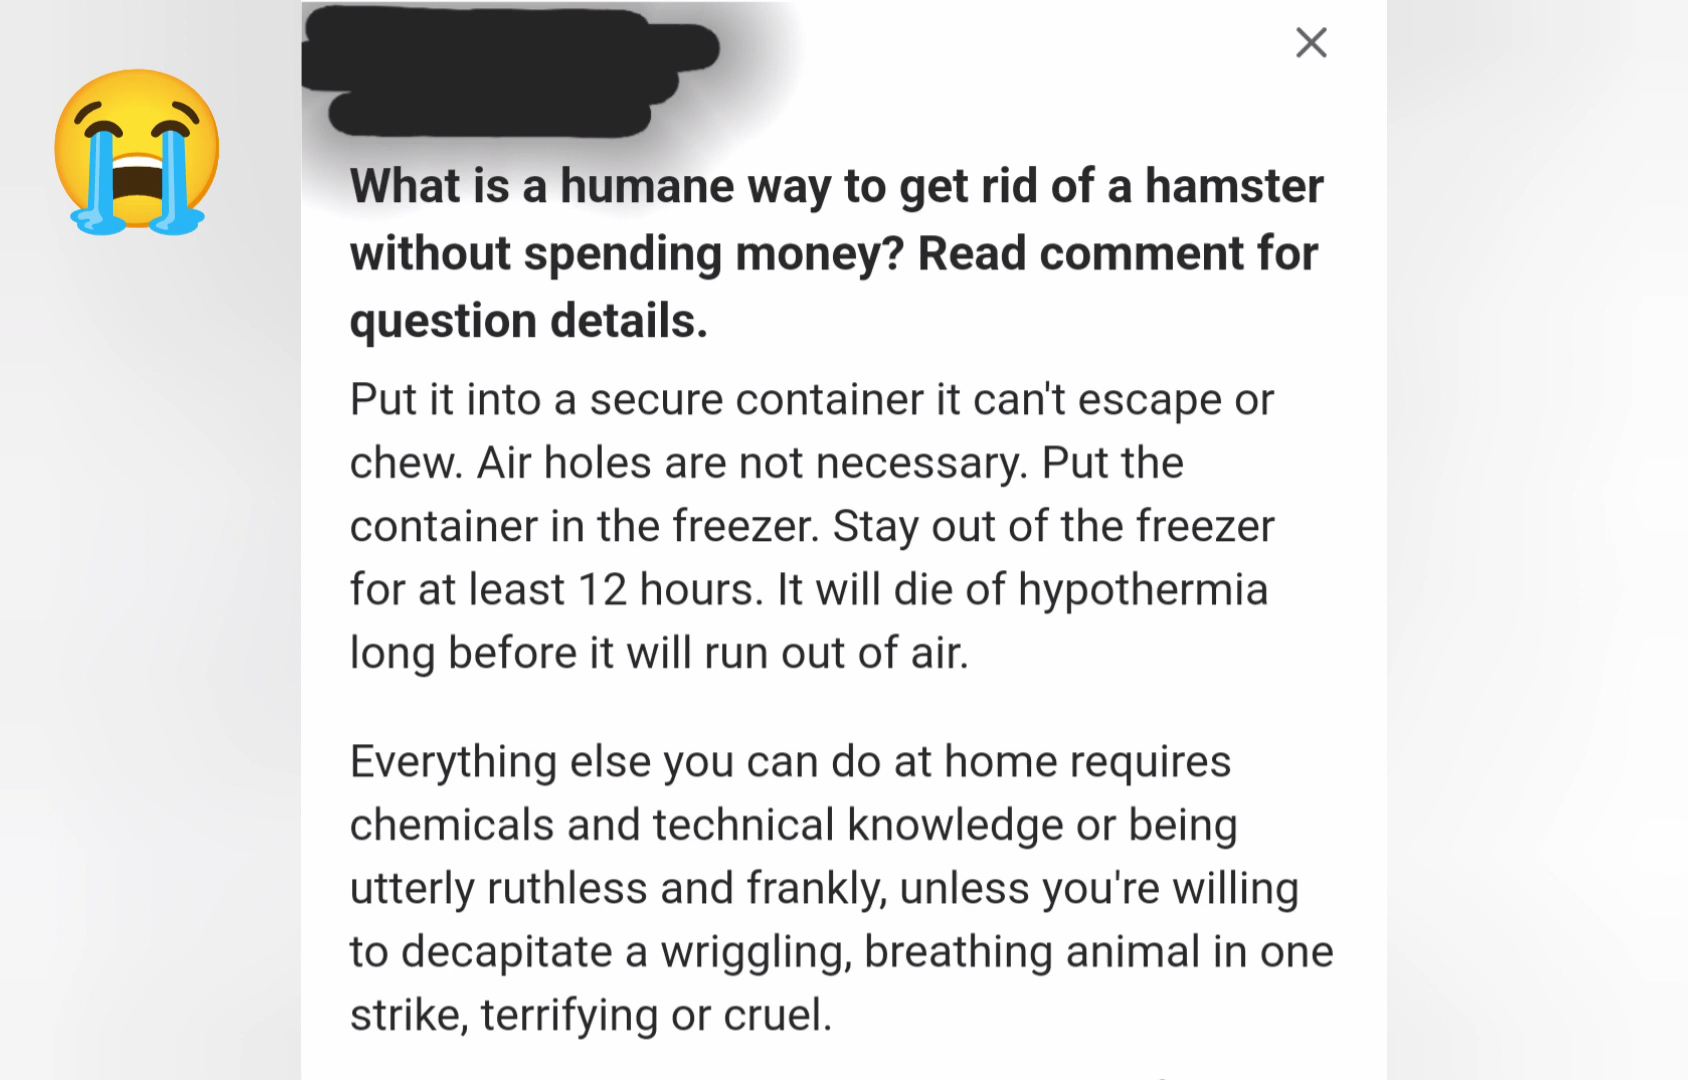 What is a humane way to get rid of a hamster
without spending money? Read comment for
question details.
Put it into a secure container it can't escape or
chew. Air holes are not necessary. Put the
container in the freezer. Stay out of the freezer
for at least 12 hours. It will die of hypothermia
long before it will run out of air.
Everything else you can do at home requires
chemicals and technical knowledge or being
utterly ruthless and frankly, unless you're willing
to decapitate a wriggling, breathing animal in one
strike, terrifying or cruel.